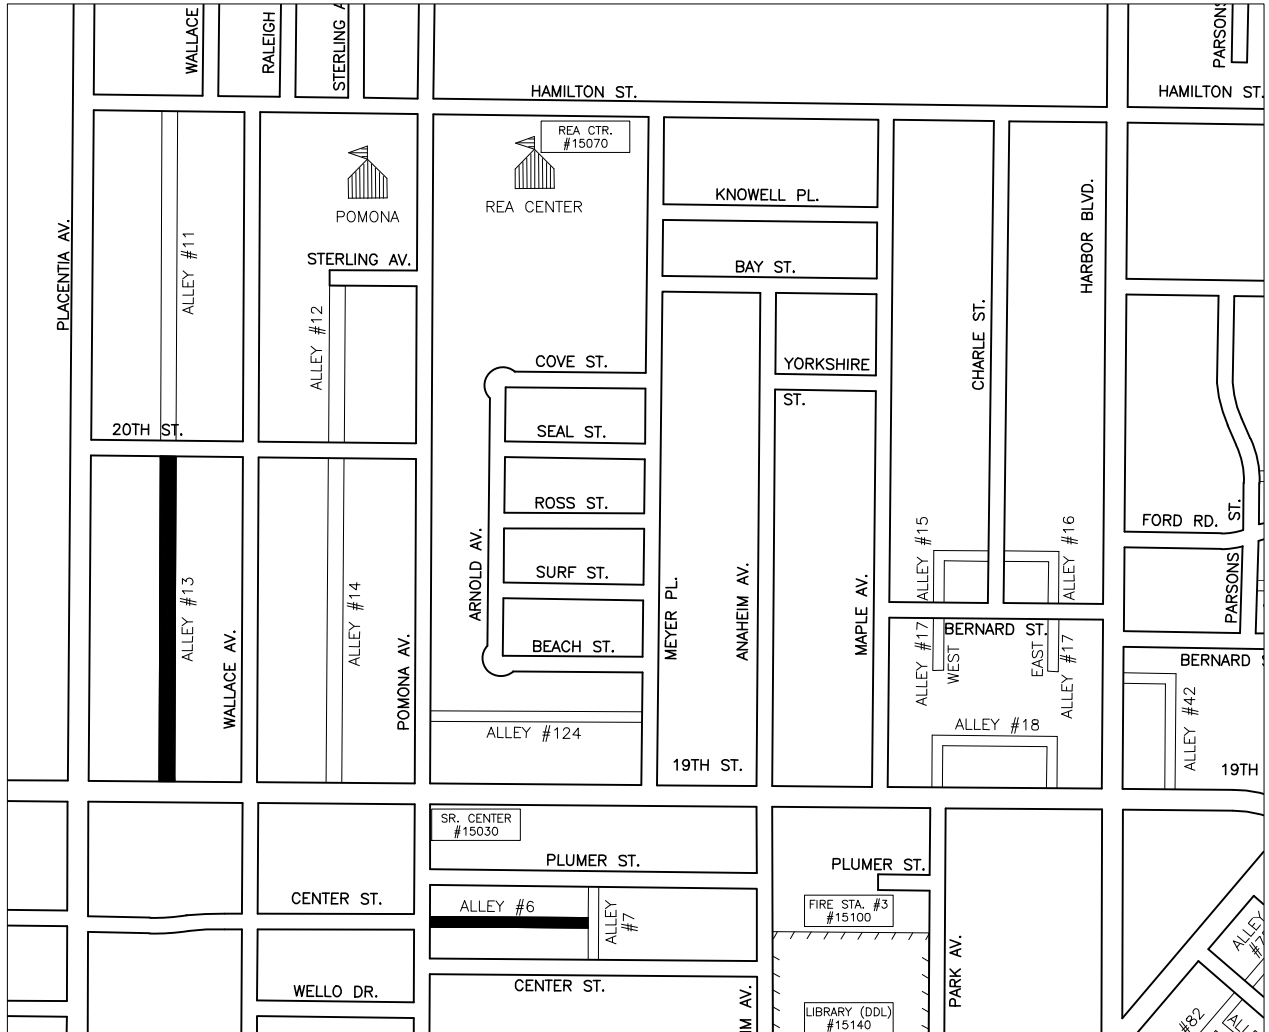 WALLACE
RALEIGH
STERLING A
PARSONS
HAMILTON ST.
HAMILTON ST.
REA CTR.
#15070
POMONA
REA CENTER
KNOWELL PL.
PLACENTIA AV.
ALLEY #11
STERLING AV.
BAY ST.
HARBOR BLVD.
ALLEY #12
CHARLE ST.
COVE ST.
YORKSHIRE
ST.
20TH ST.
SEAL ST.
ROSS ST.
FORD RD.
ST.
ALLEY #15
ALLEY #16
ARNOLD AV.
SURF ST.
ALLEY #13
ALLEY #14
MEYER PL.
ANAHEIM AV.
MAPLE AV.
PARSONS
WALLACE AV.
POMONA AV.
BEACH ST.
BERNARD ST.
ALLEY #17
WEST
EAST
ALLEY #17
BERNARD S
ALLEY #42
ALLEY #124
ALLEY #18
19TH ST.
19TH
SR. CENTER
#15030
PLUMER ST.
PLUMER ST.
CENTER ST.
ALLEY #6
ALLEY
#7
FIRE STA. #3
#15100
PARK AV.
ALLEY
WELLO DR.
CENTER ST.
IM AV.
LIBRARY (DDL)
#15140
#82